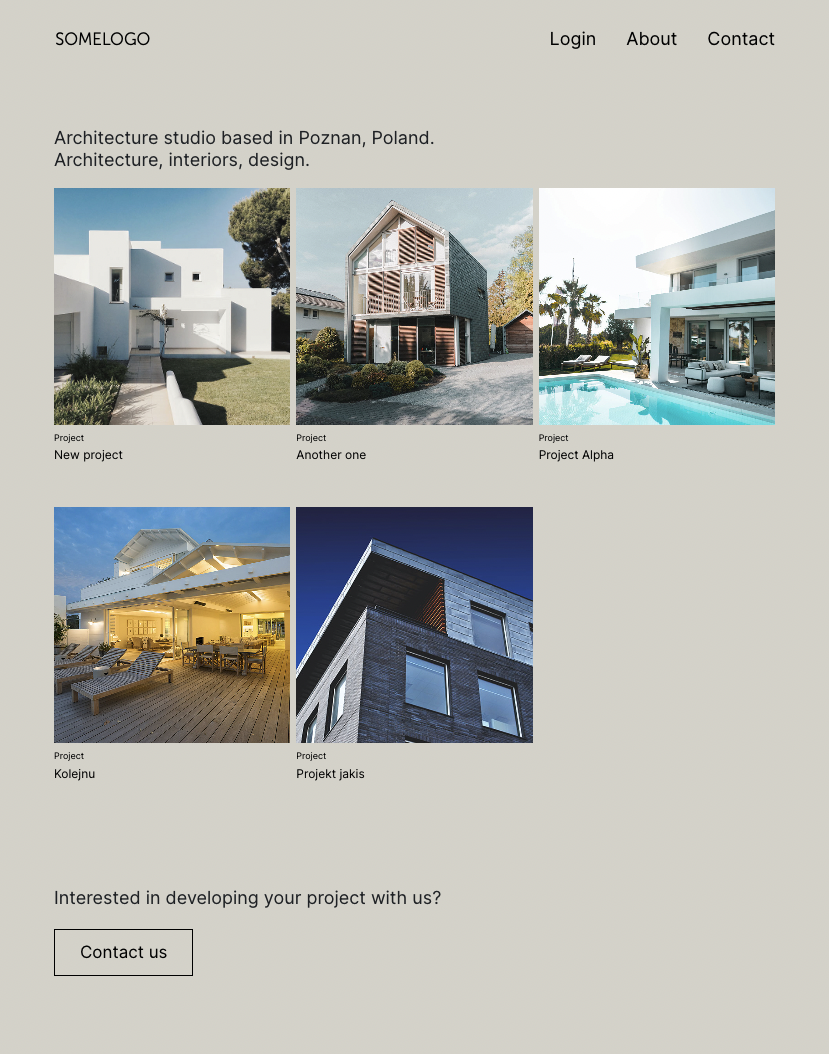 SOMELOGO
Login About Contact
Architecture studio based in Poznan, Poland.
Architecture, interiors, design.
Project
New project
Project
Another one
Project
Project Alpha
Project
Kolejnu
Project
Projekt jakis
Interested in developing your project with us?
Contact us